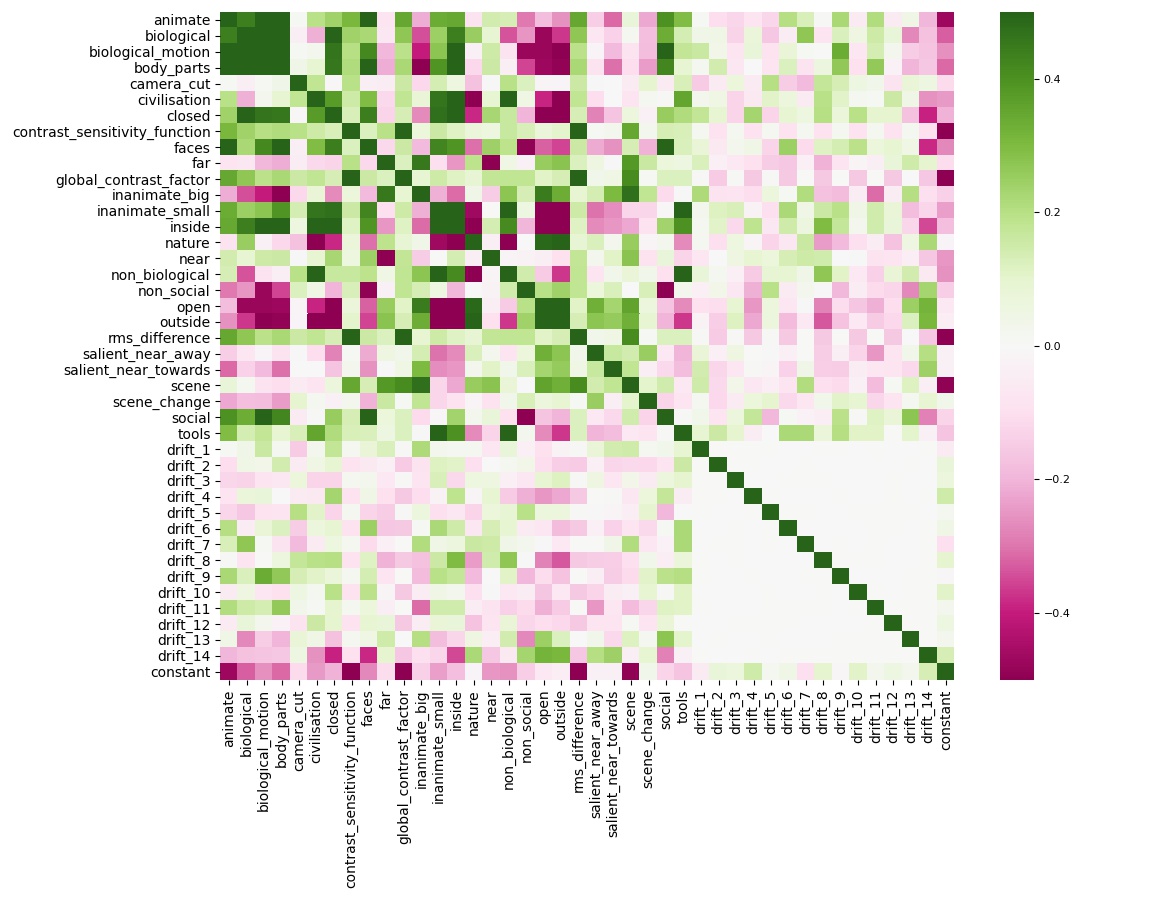 animate
biological
biological_motion
body_parts
camera_cut
civilisation
closed
contrast_sensitivity_function
faces
far
global_contrast_factor
inanimate_big
inanimate_small
inside
nature
near
non_biological
non_social
open
outside
rms_difference
salient_near_away
salient_near_towards
scene
scene_change
social
tools
drift_1
drift_2
drift_3
drift_4
drift_5
drift_6
drift_7
drift_8
drift_9
drift_10
drift_11
drift_12
drift_13
drift_14
constant
animate
biological
biological_motion
body_parts
camera_cut
civilisation
closed
contrast_sensitivity_function
faces
far
global_contrast_factor
inanimate_big
inanimate_small
inside
nature
near
non_biological
non_social
open
outside
rms_difference
salient_near_away
salient_near_towards
scene
scene_change
social
tools
drift_1
drift_2
drift_3
drift_4
drift_5
drift_6
drift_7
drift_8
drift_9
drift_10
drift_11
drift_12
drift_13
drift_14
constant
0.4
0.2
0.0
−0.2
−0.4